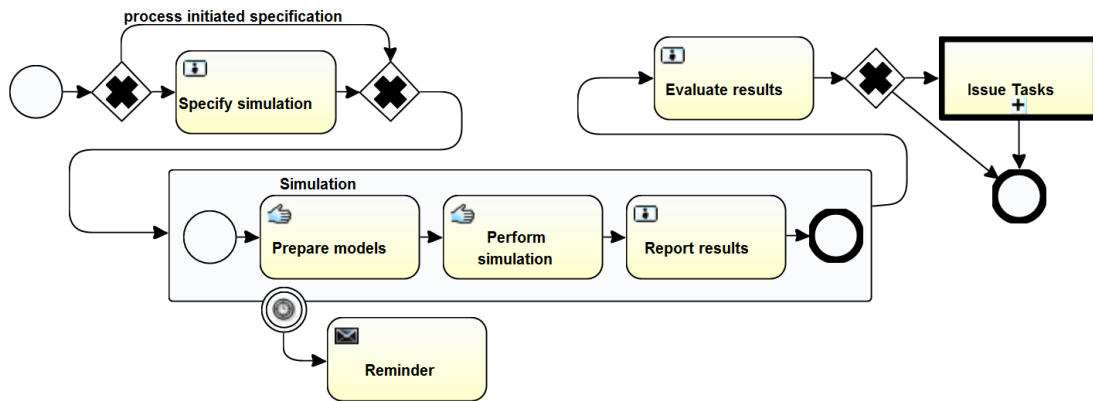 process initiated specification
Specify simulation
Evaluate results
Issue Tasks
Simulation
Prepare models
Perform
simulation
Report results
Reminder